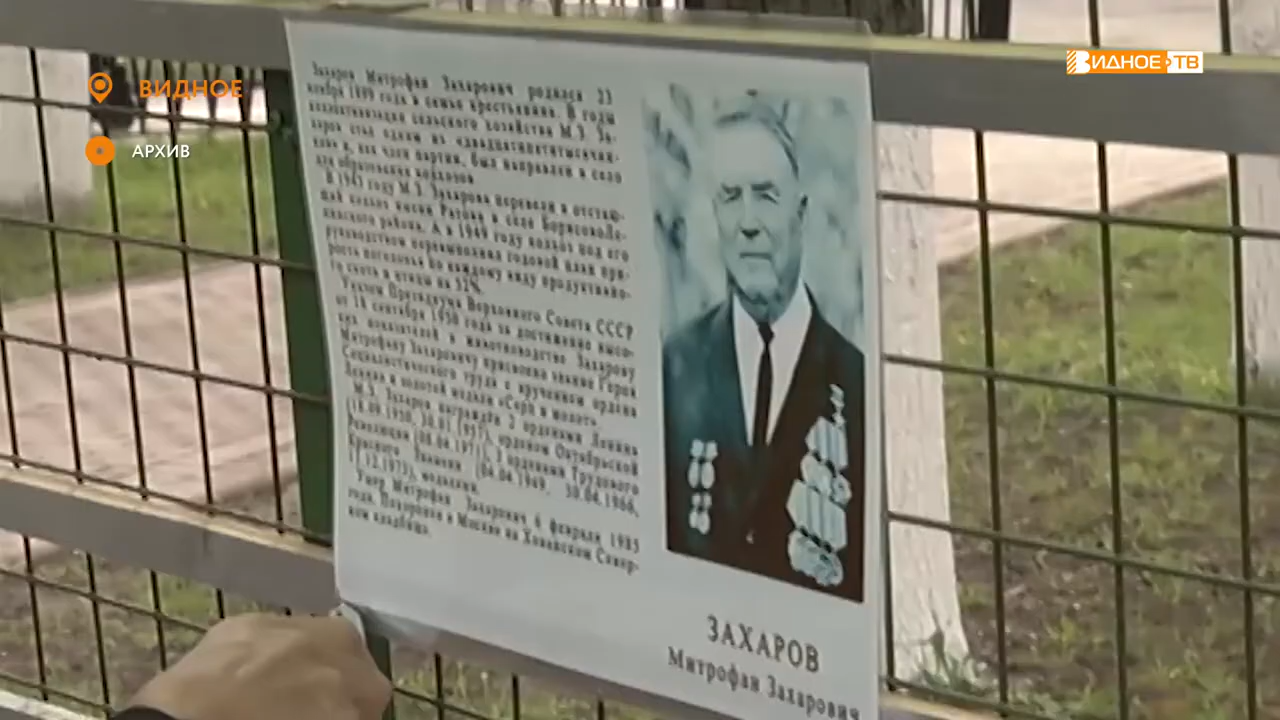 ВИДНОЕ
АРХИВ
ВИДНОЕ ТВ
Захаров Митрофан Захарович родился 23
ноября 1899 года в семье крестьянина. В годы
коллективизации сельского хозяйства М.З. За-
харов стал одним из «двадцатипятитысячни-
ков» и, как член партии, был направлен в село
для образования колхозов.
В 1943 году М.З. Захарова перевели в отстаю-
щий колхоз имени Ратова в селе Борисово Ле-
нинского района. А в 1949 году колхоз под его
руководством перевыполнил годовой план при-
роста поголовья по каждому виду продуктивно-
го скота и птицы на 52%.
Указом Президиума Верховного Совета СССР
от 18 сентября 1950 года за достижение высо-
ких показателей в животноводстве Захарову
Митрофану Захаровичу присвоено звание Героя
Социалистического труда с вручением ордена
Ленина и золотой медали «Серп и молот».
М.З. Захаров награждён 2 орденами Ленина
(18.09.1950, 30.01.1957), орденом Октябрьской
Революции (08.04.1971), 3 орденами Трудового
Красного Знамени (04.04.1949, 30.04.1966,
17.12.1973), медалями.
Умер Митрофан Захарович 6 февраля 1985
года. Похоронен в Москве на Хованском Север-
ном кладбище.
ЗАХАРОВ
Митрофан Захарович